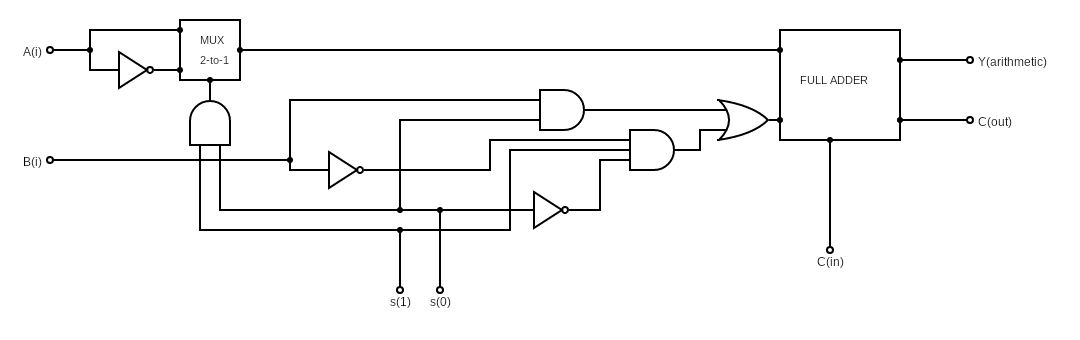 A(i)
MUX
2-to-1
FULL ADDER
Y(arithmetic)
C(out)
B(i)
C(in)
s(1)
s(0)